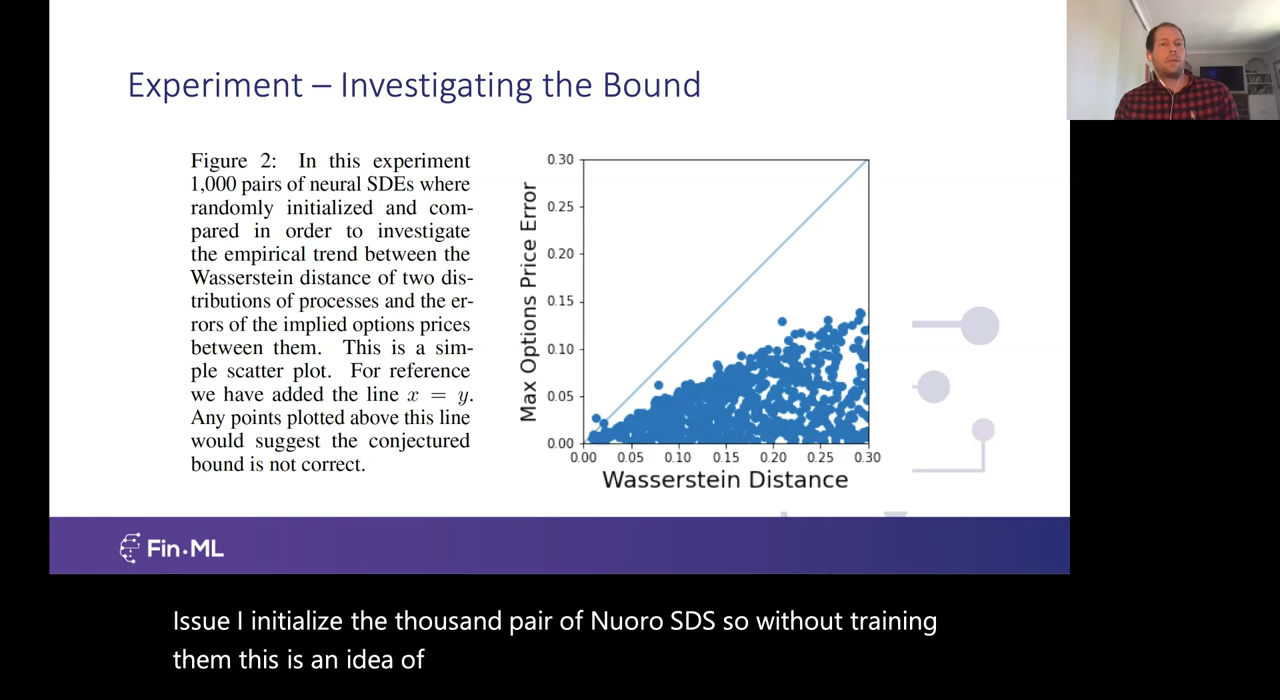 Experiment – Investigating the Bound
Figure 2: In this experiment
1,000 pairs of neural SDEs where
randomly initialized and com-
pared in order to investigate
the empirical trend between the
Wasserstein distance of two dis-
tributions of processes and the er-
rors of the implied options prices
between them. This is a sim-
ple scatter plot. For reference
we have added the line x = y.
Any points plotted above this line
would suggest the conjectured
bound is not correct.
Max Options Price Error
0.30
0.25
0.20
0.15
0.10
0.05
0.00
0.00 0.05 0.10 0.15 0.20 0.25 0.30
Wasserstein Distance
Fin·ML
Issue I initialize the thousand pair of Nuoro SDS so without training
them this is an idea of